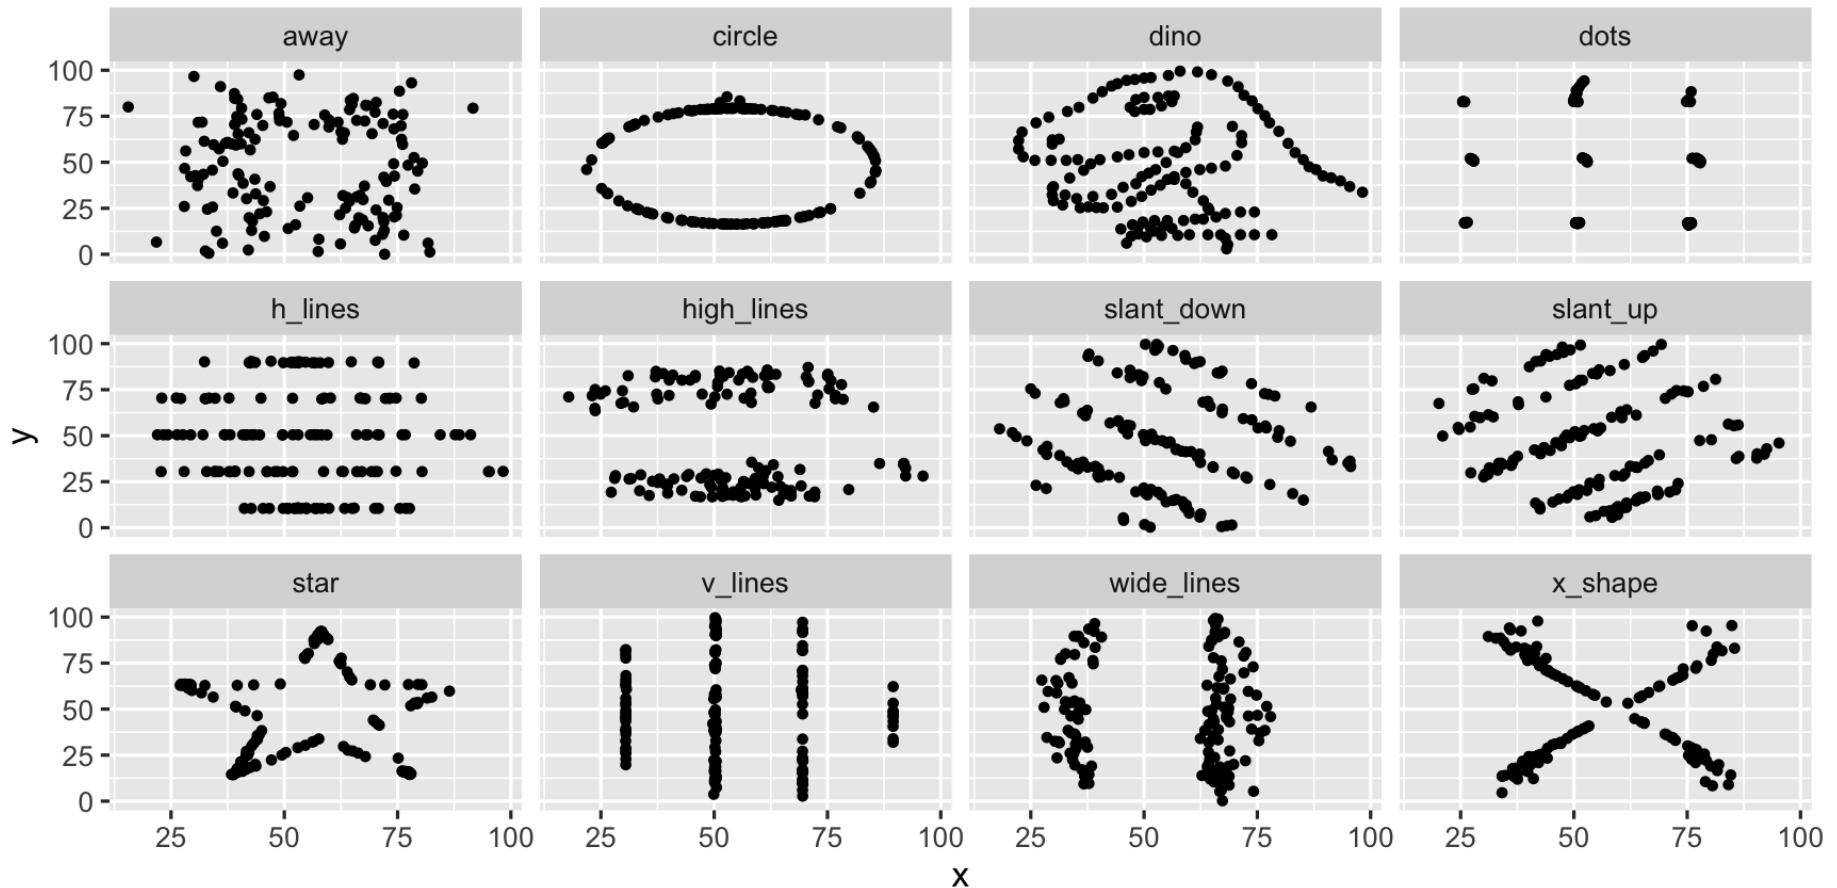 away circle dino dots
100
75
50
25
0
h_lines high_lines slant_down slant_up
100
75
50
25
0
y
star v_lines wide_lines x_shape
100
75
50
25
0
25 50 75 100 25 50 75 100 25 50 75 100 25 50 75 100
x